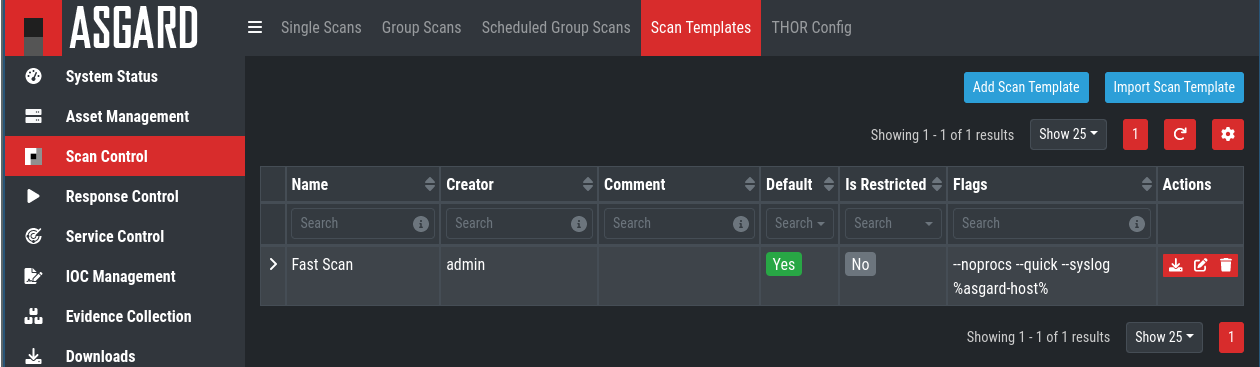 ASGARD
Single Scans Group Scans Scheduled Group Scans Scan Templates THOR Config
System Status
Asset Management
Scan Control
Response Control
Service Control
IOC Management
Evidence Collection
Downloads
Add Scan Template Import Scan Template
Showing 1 - 1 of 1 results Show 25 1
Name Creator Comment Default Is Restricted Flags Actions
Search Search Search Search Search Search
Fast Scan admin Yes No --noprocs --quick --syslog
%asgard-host%
Showing 1 - 1 of 1 results Show 25 1